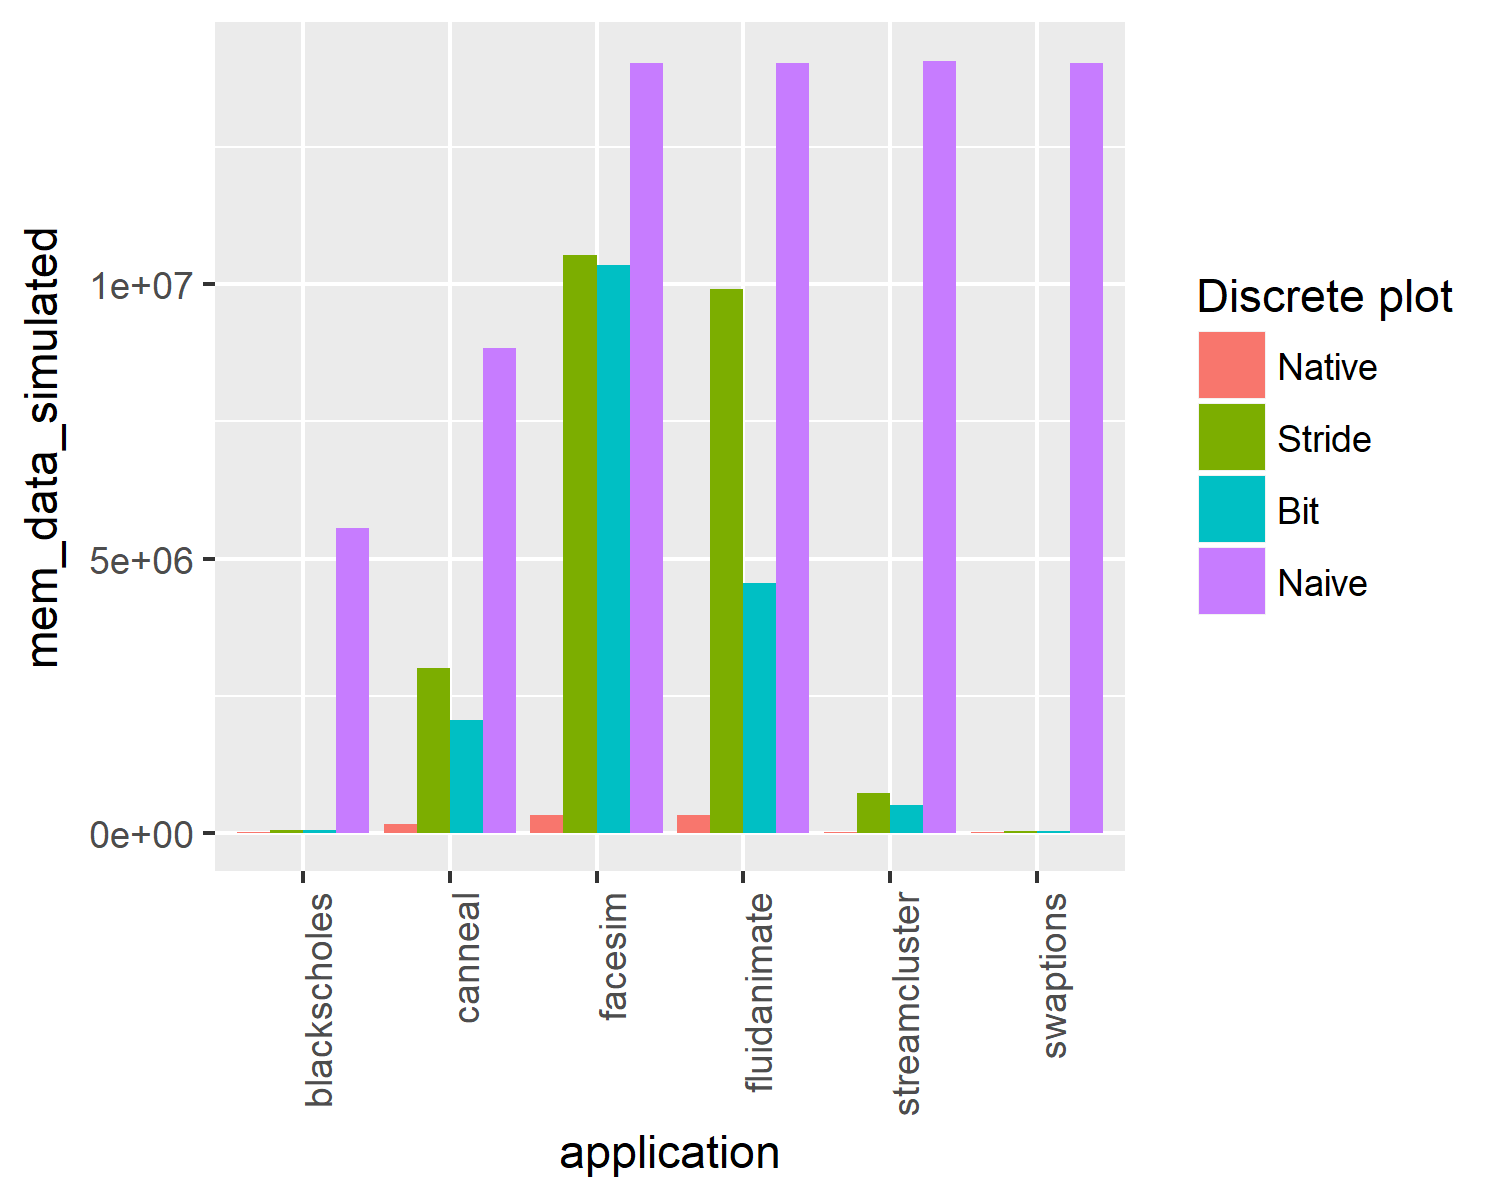 mem_data_simulated
1e+07
5e+06
0e+00
blackscholes
canneal
facesim
fluidanimate
streamcluster
swaptions
application
Discrete plot
Native
Stride
Bit
Naive